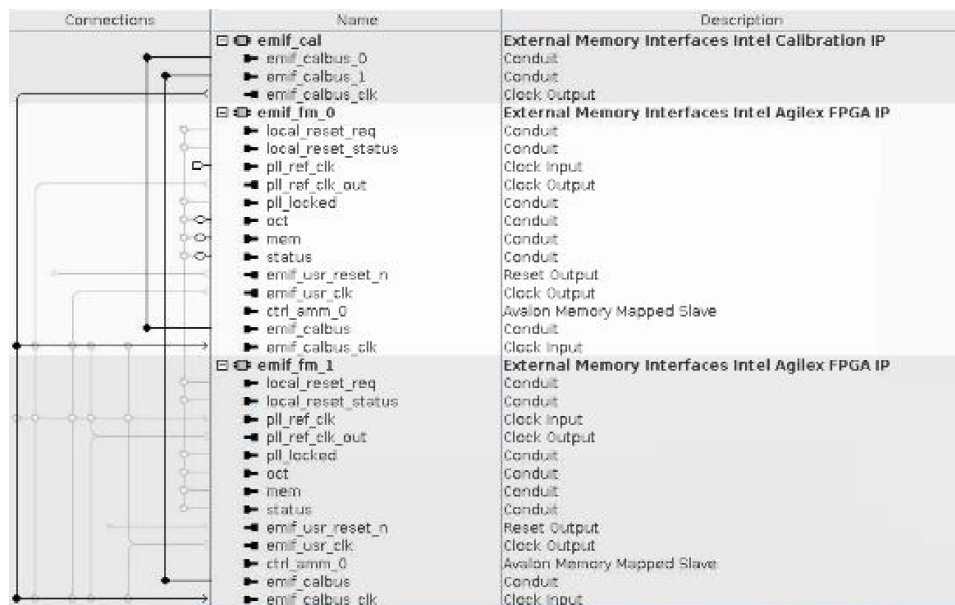 Connections Name Description
emif_cal External Memory Interfaces Intel Calibration IP
emif_calbus_0 Conduit
emif_calbus_1 Conduit
emif_calbus_clk Clock Output
emif_fm_0 External Memory Interfaces Intel Agilex FPGA IP
local_reset_req Conduit
local_reset_status Conduit
pll_ref_clk Clock Input
pll_ref_clk_out Clock Output
pll_locked Conduit
oct Conduit
mem Conduit
status Conduit
emif_usr_reset_n Reset Output
emif_usr_clk Clock Output
ctrl_amm_0 Avalon Memory Mapped Slave
emif_calbus Conduit
emif_calbus_clk Clock Input
emif_fm_1 External Memory Interfaces Intel Agilex FPGA IP
local_reset_req Conduit
local_reset_status Conduit
pll_ref_clk Clock Input
pll_ref_clk_out Clock Output
pll_locked Conduit
oct Conduit
mem Conduit
status Conduit
emif_usr_reset_n Reset Output
emif_usr_clk Clock Output
ctrl_amm_0 Avalon Memory Mapped Slave
emif_calbus Conduit
emif_calbus_clk Clock Input